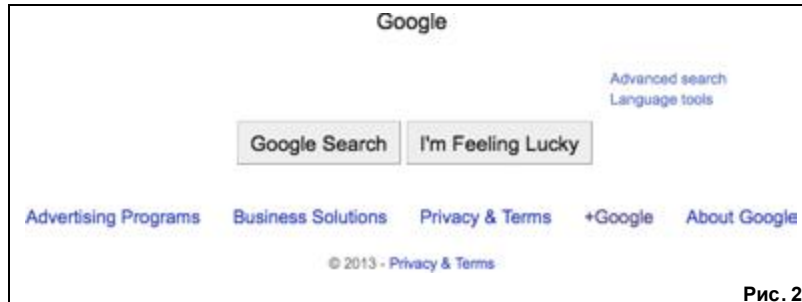 Google
Advanced search
Language tools
Google Search I'm Feeling Lucky
Advertising Programs Business Solutions Privacy & Terms +Google About Google
© 2013 - Privacy & Terms
Рис. 2